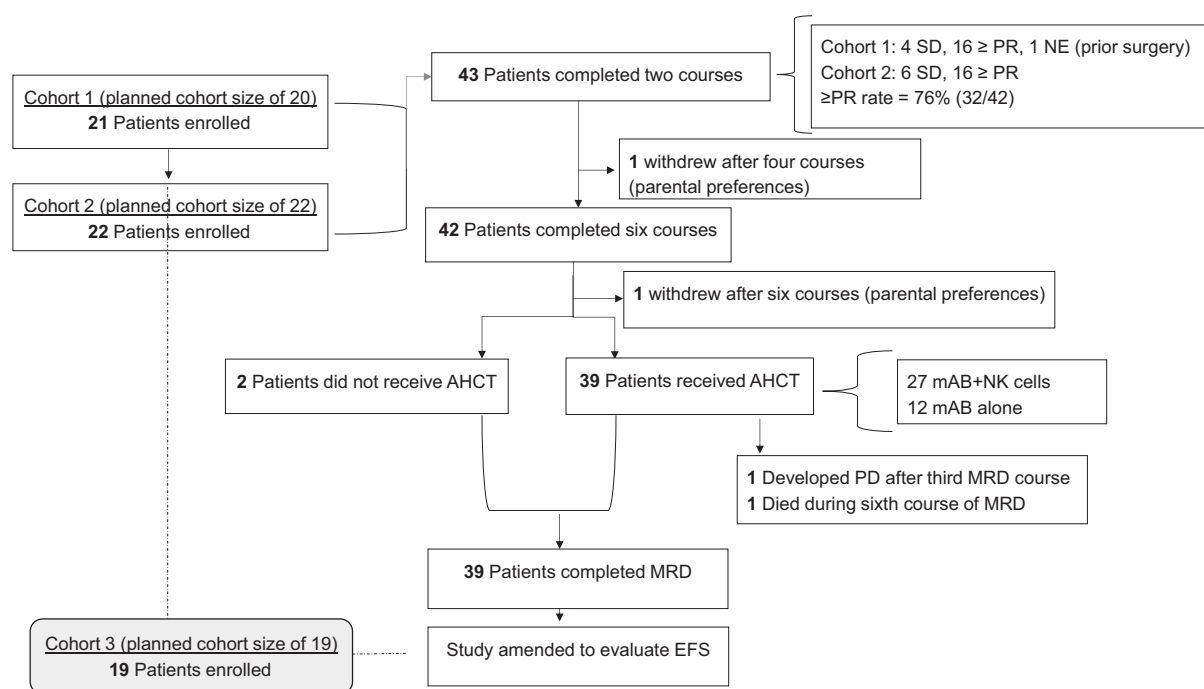 Cohort 1 (planned cohort size of 20)
21 Patients enrolled
Cohort 2 (planned cohort size of 22)
22 Patients enrolled
43 Patients completed two courses
Cohort 1: 4 SD, 16 ≥ PR, 1 NE (prior surgery)
Cohort 2: 6 SD, 16 ≥ PR
≥PR rate = 76% (32/42)
1 withdrew after four courses
(parental preferences)
42 Patients completed six courses
1 withdrew after six courses (parental preferences)
2 Patients did not receive AHCT
39 Patients received AHCT
27 mAB+NK cells
12 mAB alone
1 Developed PD after third MRD course
1 Died during sixth course of MRD
39 Patients completed MRD
Cohort 3 (planned cohort size of 19)
19 Patients enrolled
Study amended to evaluate EFS